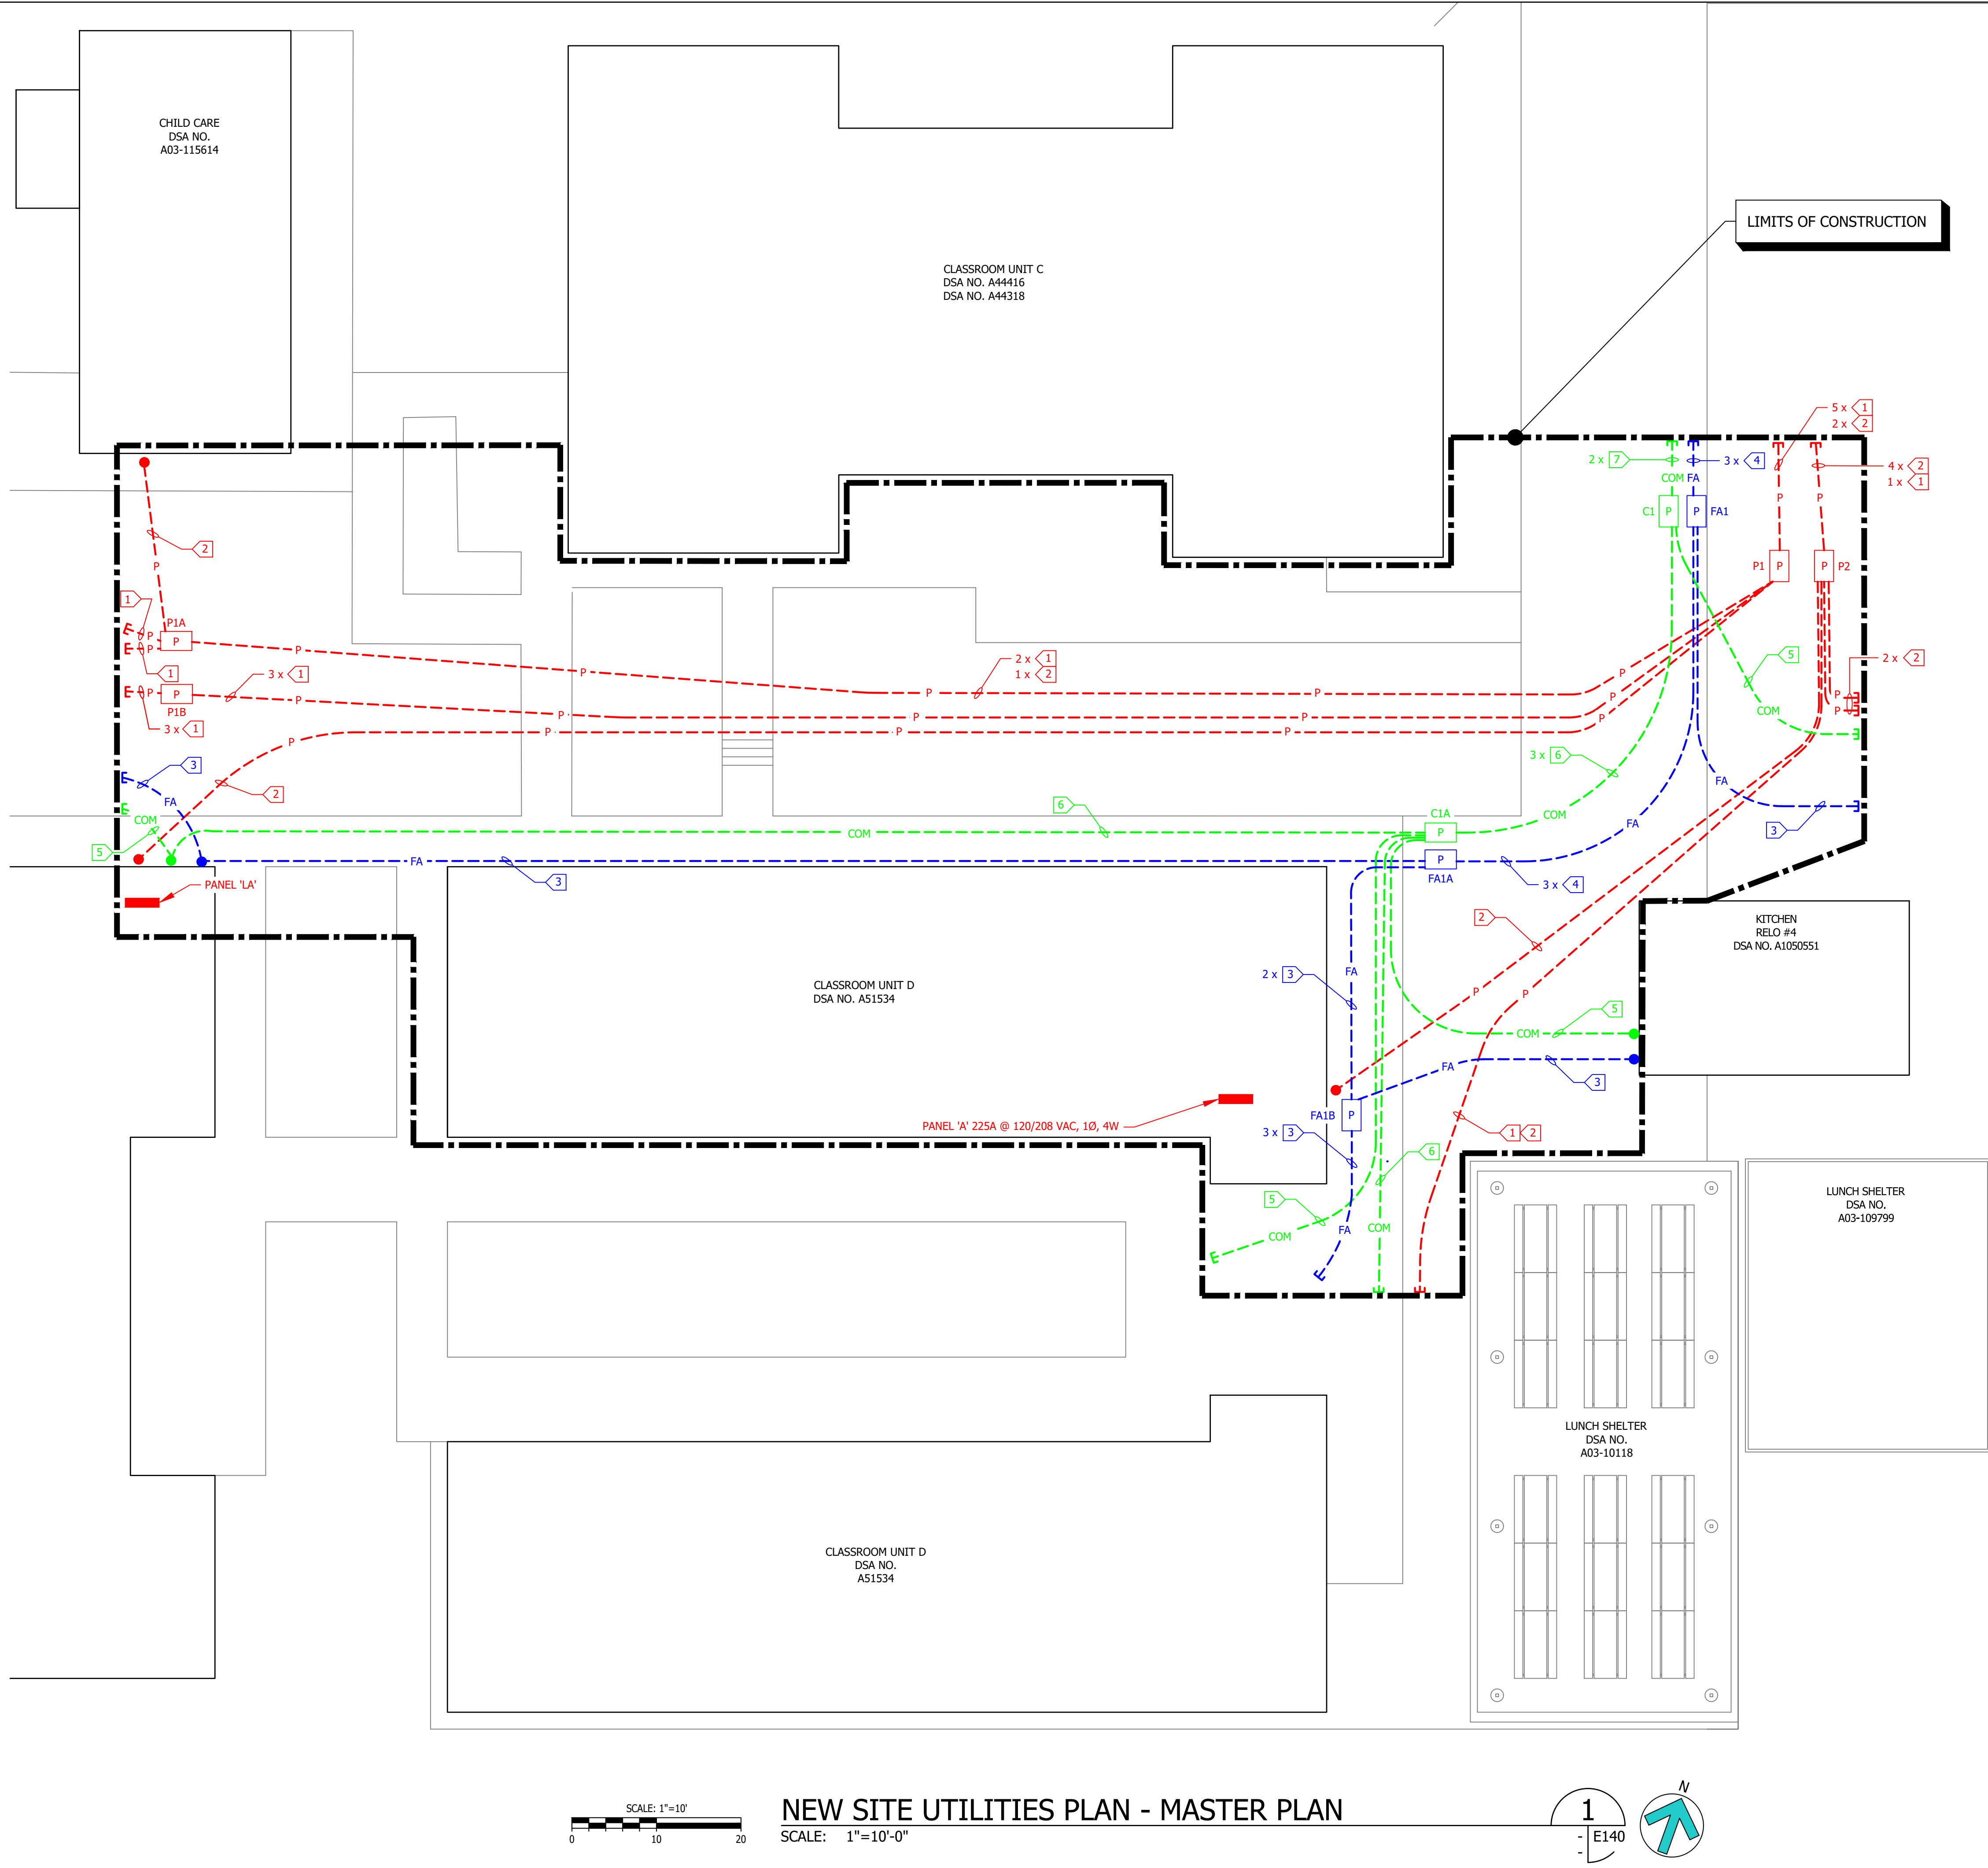 CHILD CARE
DSA NO.
A03-115614
CLASSROOM UNIT C
DSA NO. A44416
DSA NO. A44318
LIMITS OF CONSTRUCTION
5 x 1
2 x 2
2 x 7
3 x 4
4 x 2
1 x 1
COM
FA
P
P
C1
P
P
FA1
2
P
P1
P
P
P2
1
P1A
P
P
P
1
P
P
2 x 1
1 x 2
P
P
P
5
2 x 2
3 x 1
P
P
P1B
P
P
P
P
P
P
P
P
COM
3 x 1
P
P
P
P
3
3 x 6
FA
FA
2
COM
6
C1A
COM
COM
P
FA
3
5
FA
P
FA1A
3
3 x 4
PANEL 'LA'
2
KITCHEN
RELO #4
DSA NO. A1050551
2 x 3
FA
CLASSROOM UNIT D
DSA NO. A51534
P
P
5
COM
FA
3
PANEL 'A' 225A @ 120/208 VAC, 1Ø, 4W
FA1B
P
3 x 3
1 2
6
5
LUNCH SHELTER
DSA NO.
A03-109799
COM
FA
COM
LUNCH SHELTER
DSA NO.
A03-10118
CLASSROOM UNIT D
DSA NO.
A51534
SCALE: 1"=10'
0 10 20
NEW SITE UTILITIES PLAN - MASTER PLAN
SCALE: 1"=10'-0"
1
- E140
-
N